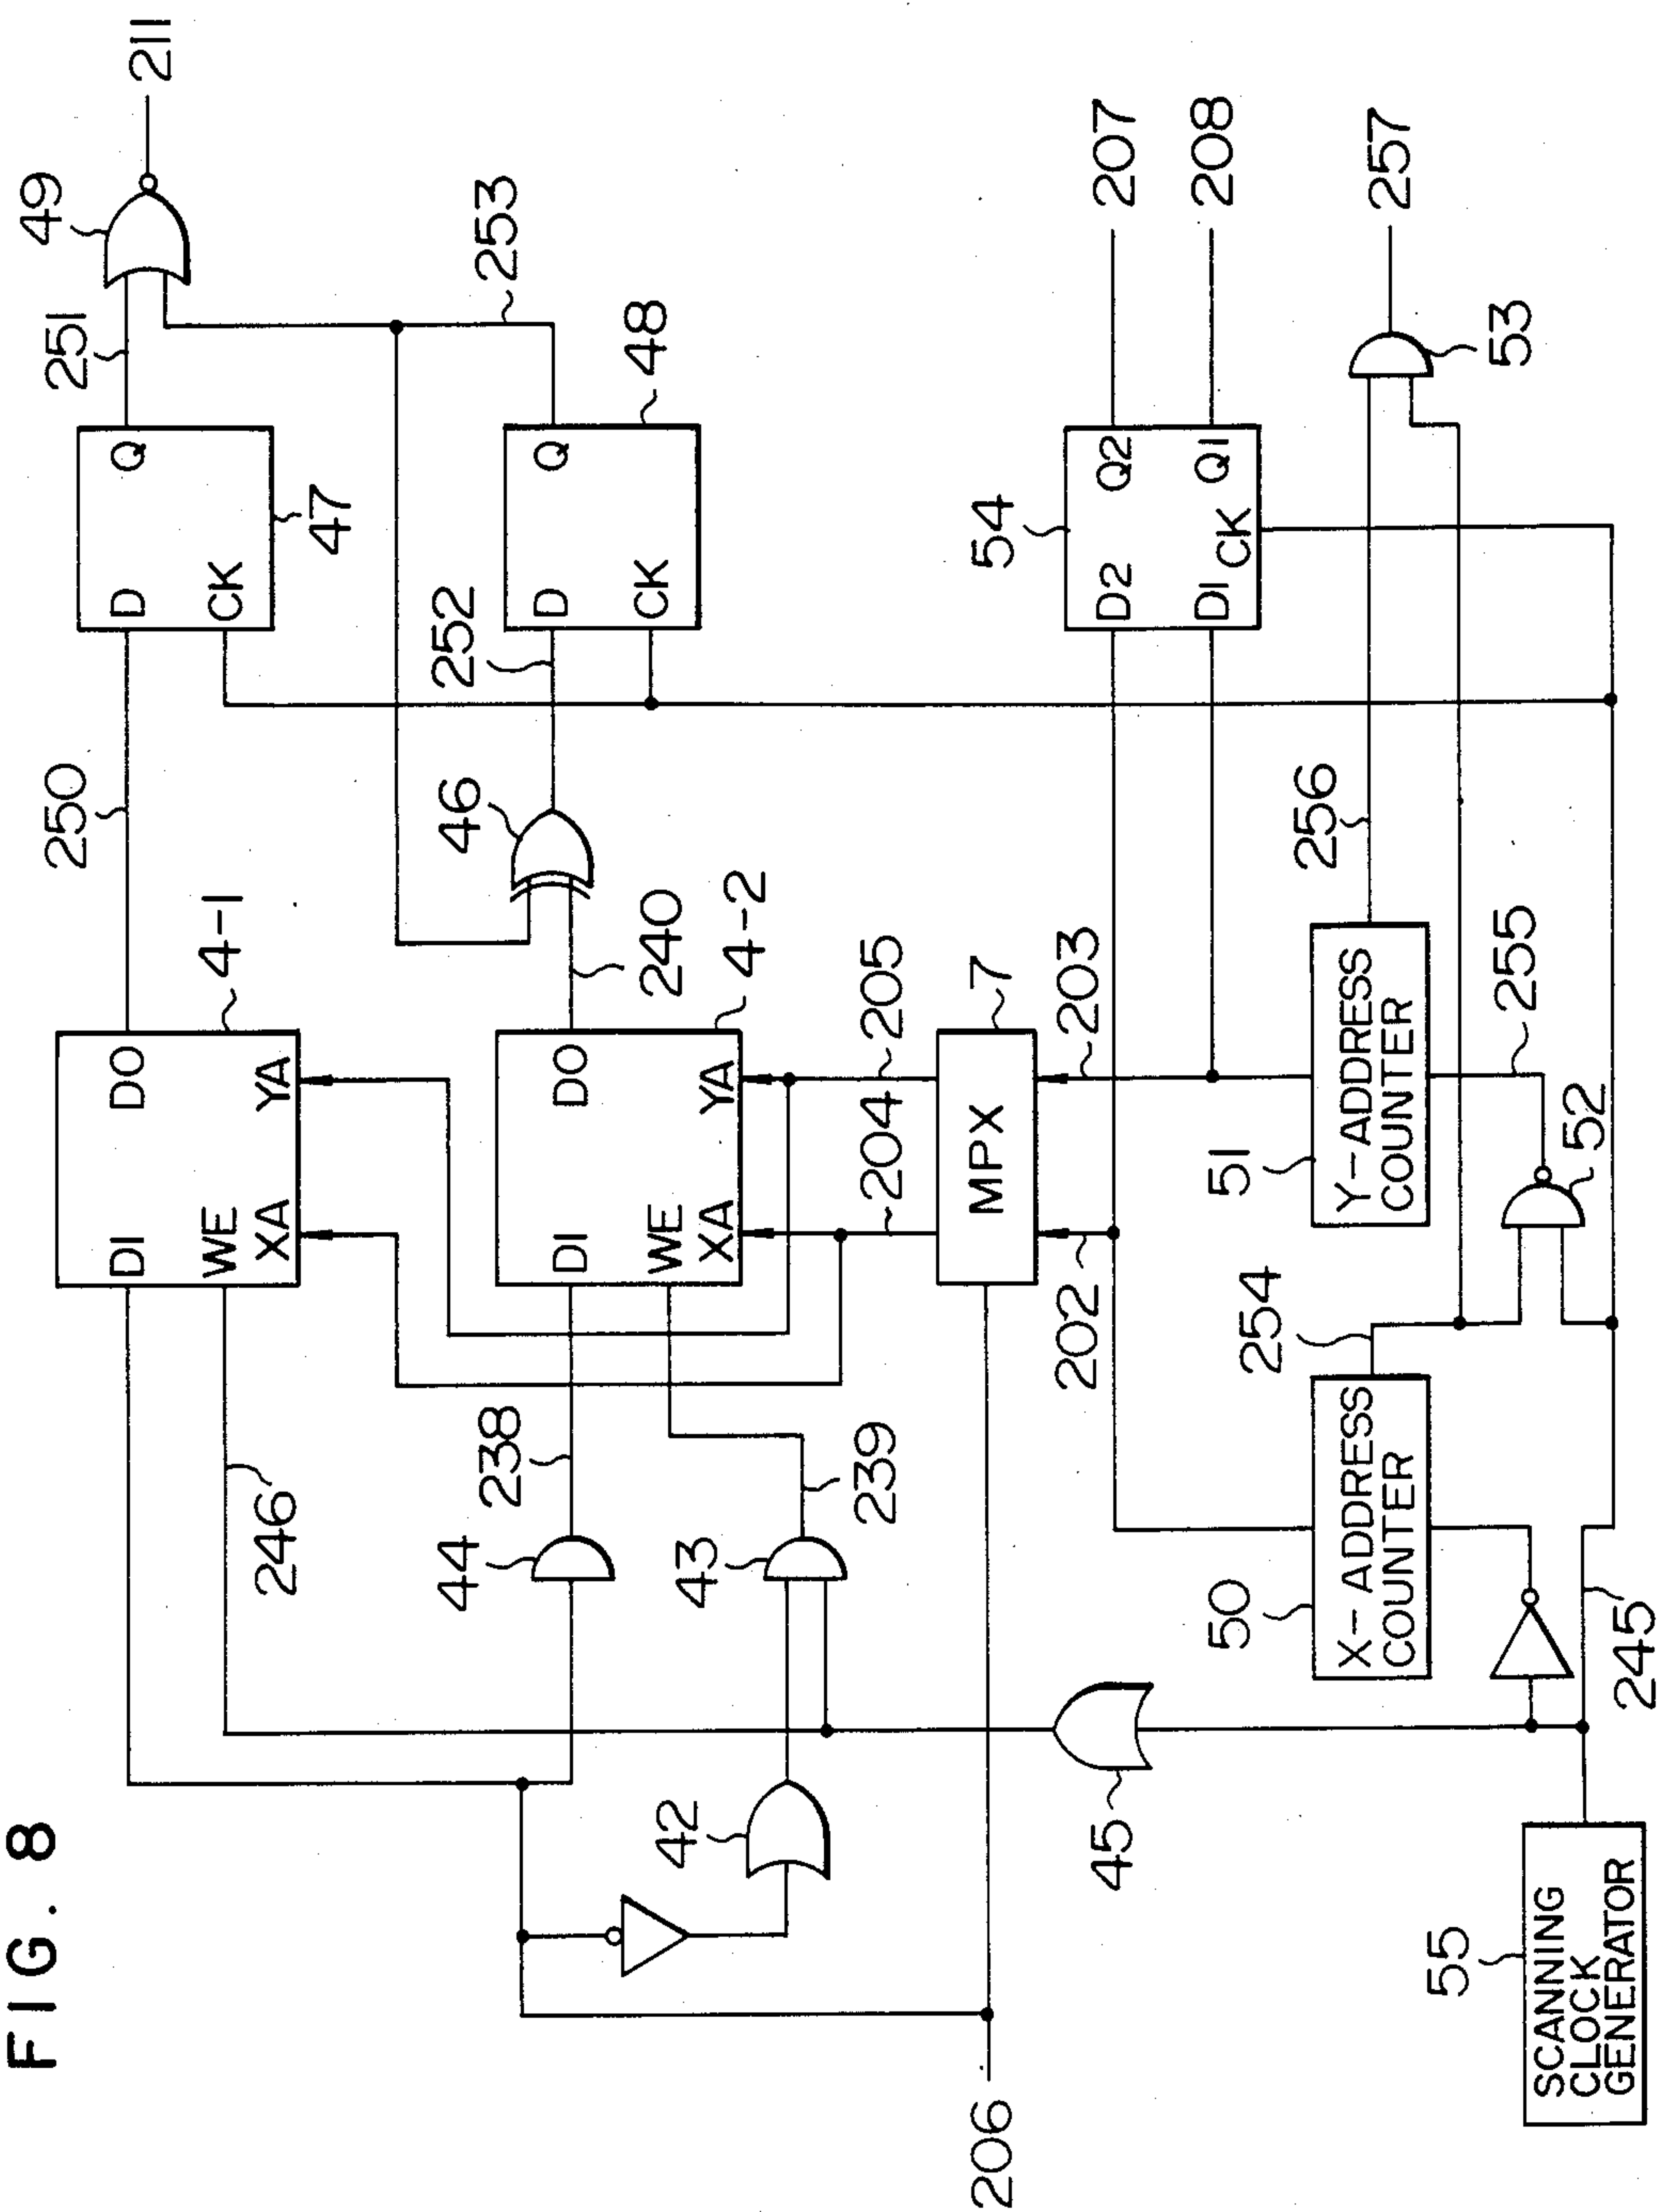 FIG. 8
49
211
251
250
D
Q
CK
47
4-1
DI
DO
WE
XA
YA
246
253
48
252
D
Q
CK
46
240
4-2
DI
DO
WE
XA
YA
238
44
239
43
42
205
204
7
MPX
203
202
206
45
54
D2
Q2
D1
Q1
CK
207
208
257
53
256
51
Y-ADDRESS
COUNTER
255
52
254
50
X-ADDRESS
COUNTER
245
55
SCANNING
CLOCK
GENERATOR